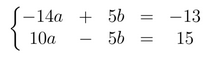 −14a + 5b = −13
10a − 5b = 15